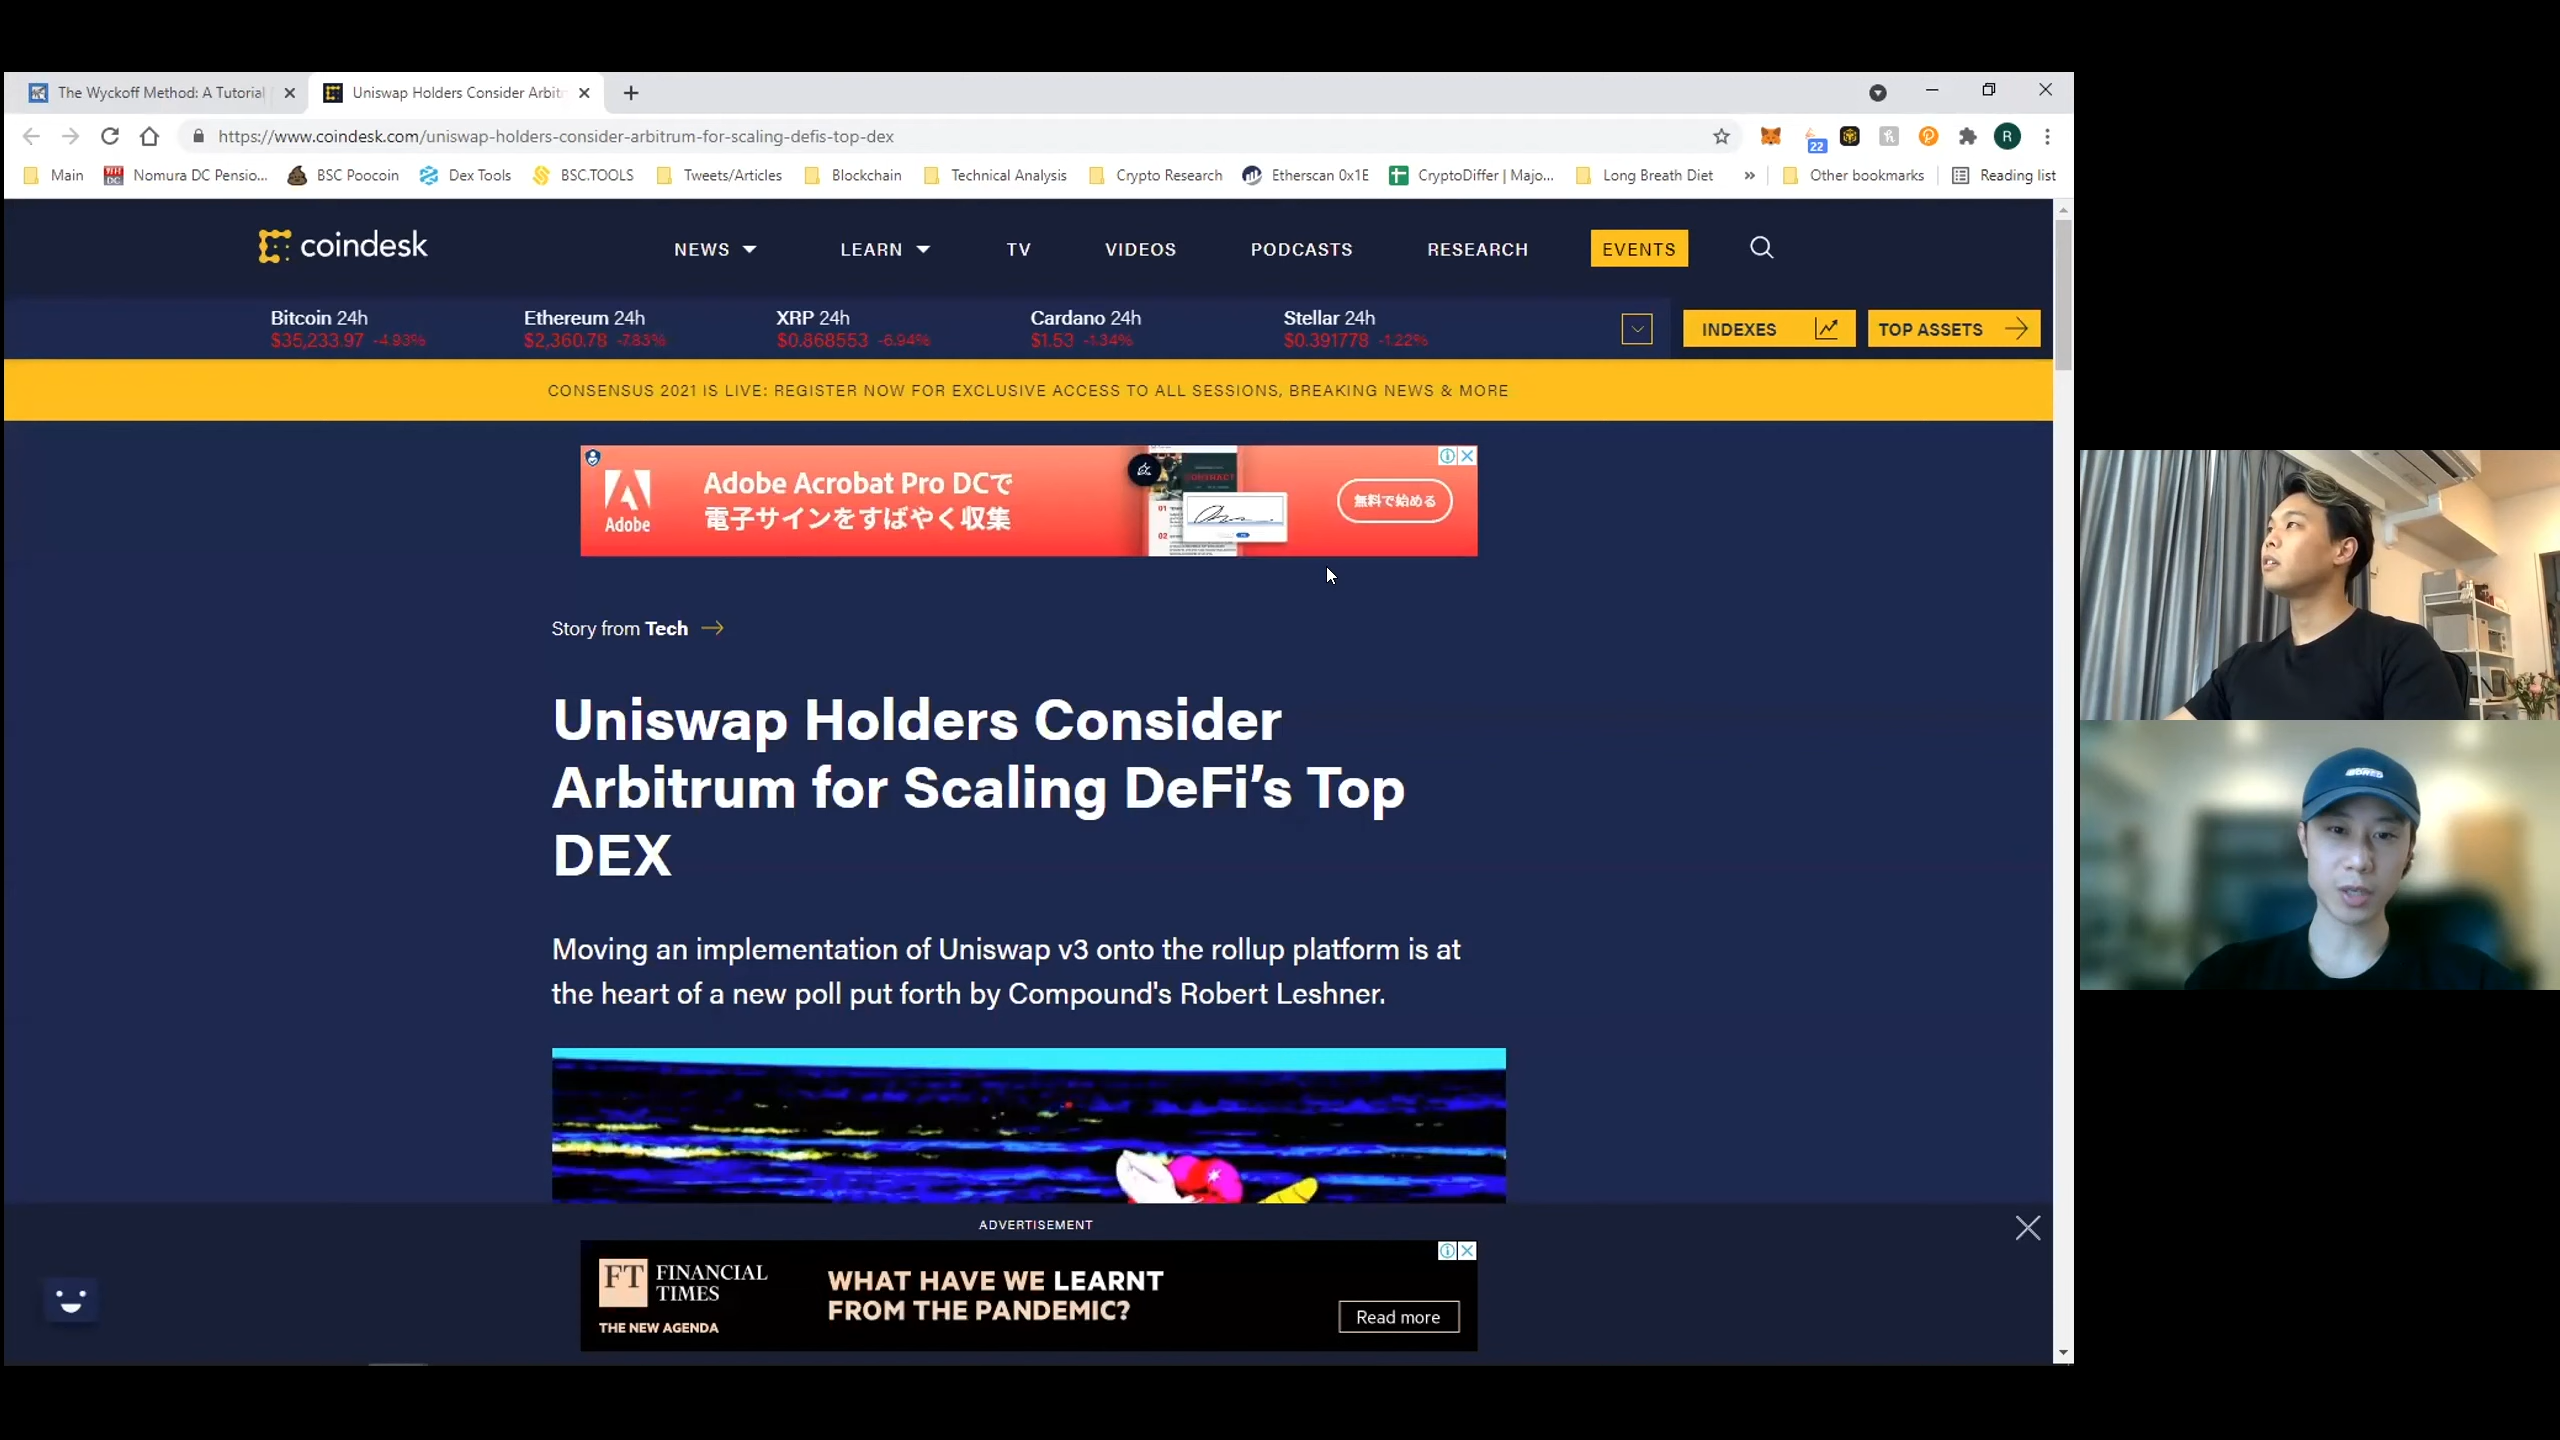 The Wyckoff Method: A Tutorial
Uniswap Holders Consider Arbitr
https://www.coindesk.com/uniswap-holders-consider-arbitrum-for-scaling-defis-top-dex
22
R
Main
Nomura DC Pensio...
BSC Poocoin
Dex Tools
BSC.TOOLS
Tweets/Articles
Blockchain
Technical Analysis
Crypto Research
Etherscan 0x1E
CryptoDiffer | Majo...
Long Breath Diet
»
Other bookmarks
Reading list
coindesk
NEWS
LEARN
TV
VIDEOS
PODCASTS
RESEARCH
EVENTS
Bitcoin 24h
$35,233.97 -4.93%
Ethereum 24h
$2,360.78 -7.83%
XRP 24h
$0.868553 -6.94%
Cardano 24h
$1.53 -1.34%
Stellar 24h
$0.391778 -1.22%
INDEXES
TOP ASSETS
CONSENSUS 2021 IS LIVE: REGISTER NOW FOR EXCLUSIVE ACCESS TO ALL SESSIONS, BREAKING NEWS & MORE
Adobe
Adobe Acrobat Pro DCで
電子サインをすばやく収集
CONTRACT
01
02
無料で始める
Story from Tech
Uniswap Holders Consider
Arbitrum for Scaling DeFi's Top
DEX
Moving an implementation of Uniswap v3 onto the rollup platform is at
the heart of a new poll put forth by Compound's Robert Leshner.
ADVERTISEMENT
FT FINANCIAL
TIMES
THE NEW AGENDA
WHAT HAVE WE LEARNT
FROM THE PANDEMIC?
Read more